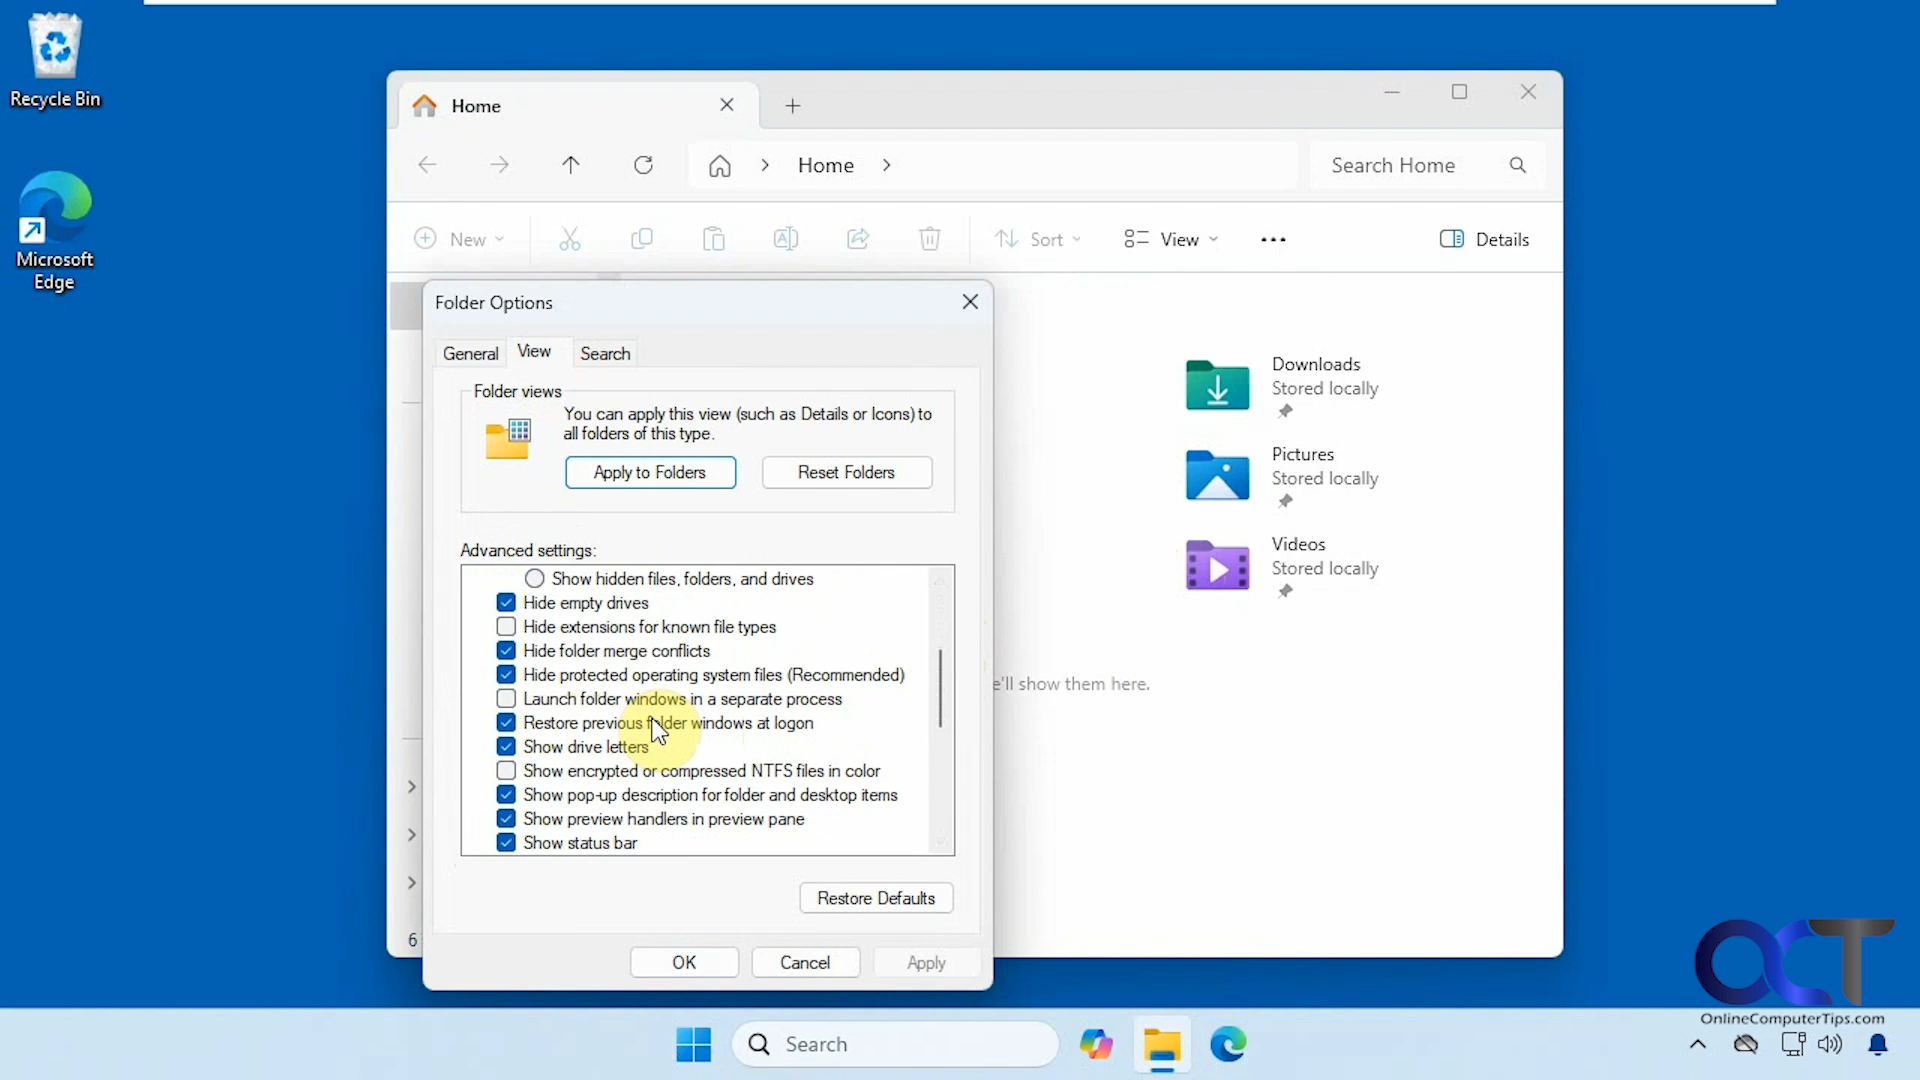 Recycle Bin
Microsoft
Edge
Home
Home
Search Home
New
Sort
View
Details
Folder Options
General
View
Search
Folder views
You can apply this view (such as Details or Icons) to
all folders of this type.
Apply to Folders
Reset Folders
Advanced settings:
Show hidden files, folders, and drives
Hide empty drives
Hide extensions for known file types
Hide folder merge conflicts
Hide protected operating system files (Recommended)
Launch folder windows in a separate process
Restore previous folder windows at logon
Show drive letters
Show encrypted or compressed NTFS files in color
Show pop-up description for folder and desktop items
Show preview handlers in preview pane
Show status bar
Restore Defaults
OK
Cancel
Apply
Downloads
Stored locally
Pictures
Stored locally
Videos
Stored locally
e'll show them here.
6
OCT
OnlineComputerTips.com
Search